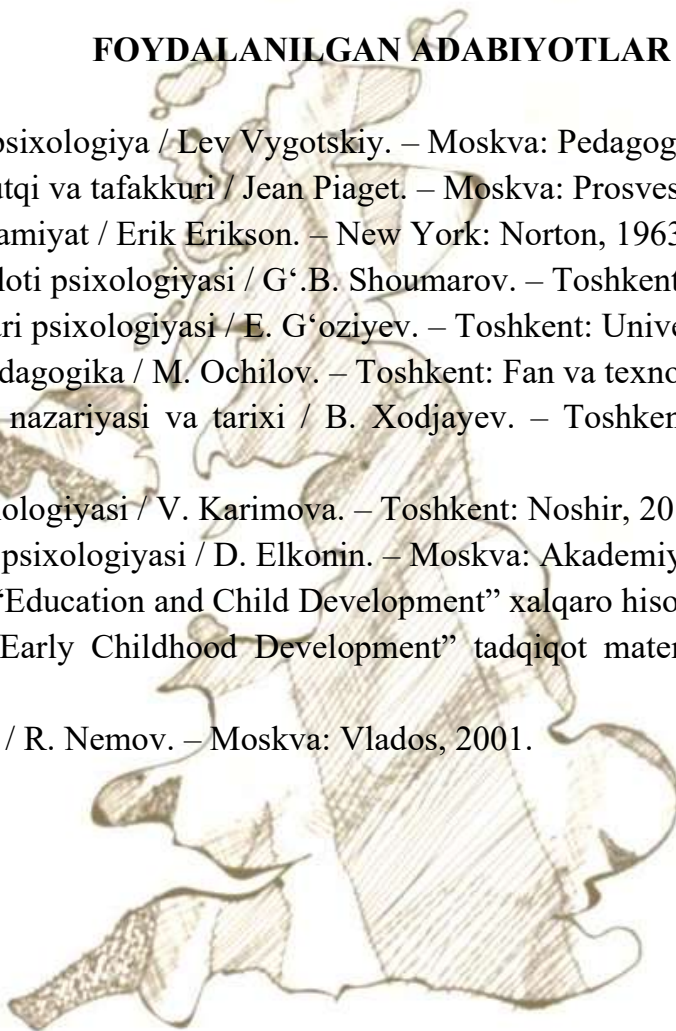 FOYDALANILGAN ADABIYOTLAR
psixologiya / Lev Vygotskiy. – Moskva: Pedagog
utqi va tafakkuri / Jean Piaget. – Moskva: Prosves
amiyat / Erik Erikson. – New York: Norton, 1963
loti psixologiyasi / G‘.B. Shoumarov. – Toshkent
ri psixologiyasi / E. G‘oziyev. – Toshkent: Unive
dagogika / M. Ochilov. – Toshkent: Fan va texno
nazariyasi va tarixi / B. Xodjayev. – Toshken
ologiyasi / V. Karimova. – Toshkent: Noshir, 20
psixologiyasi / D. Elkonin. – Moskva: Akademiy
“Education and Child Development” xalqaro hiso
Early Childhood Development” tadqiqot mater
/ R. Nemov. – Moskva: Vlados, 2001.